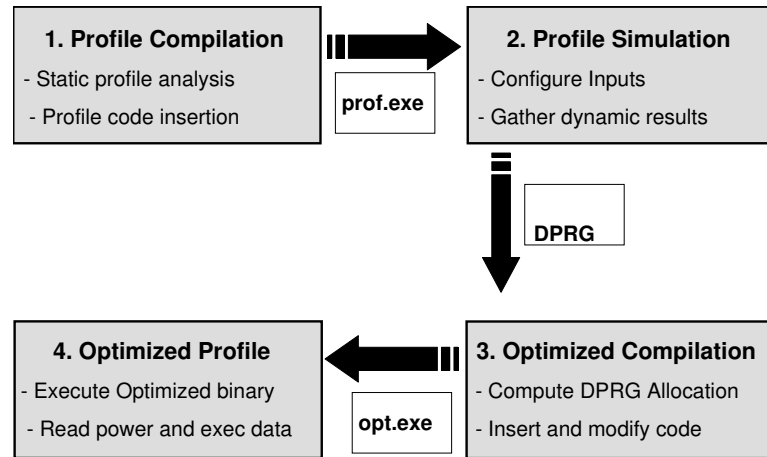 1. Profile Compilation
- Static profile analysis
- Profile code insertion
prof.exe
2. Profile Simulation
- Configure Inputs
- Gather dynamic results
DPRG
3. Optimized Compilation
- Compute DPRG Allocation
- Insert and modify code
opt.exe
4. Optimized Profile
- Execute Optimized binary
- Read power and exec data